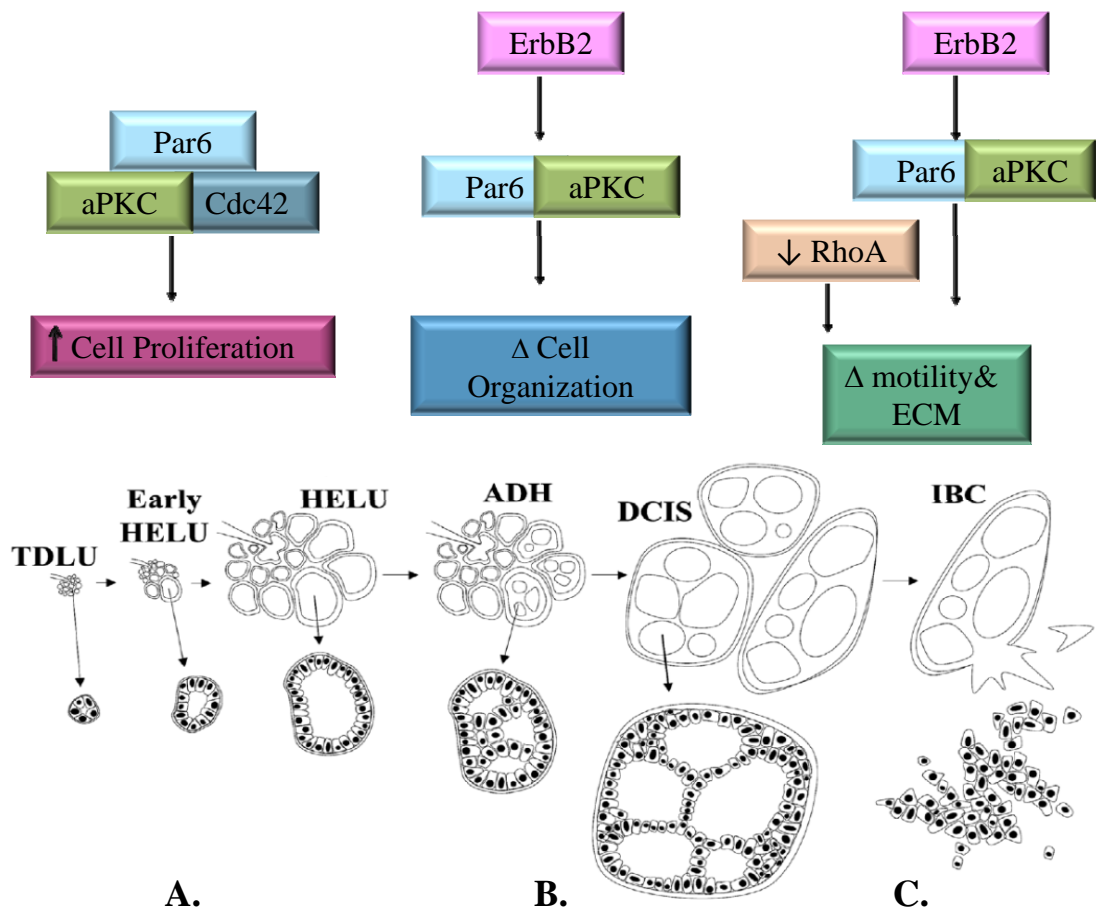 ErbB2
ErbB2
Par6
aPKC
Cdc42
Par6
aPKC
Par6
aPKC
↓ RhoA
↑ Cell Proliferation
Δ Cell
Organization
Δ motility&
ECM
TDLU
Early
HELU
HELU
ADH
DCIS
IBC
A.
B.
C.